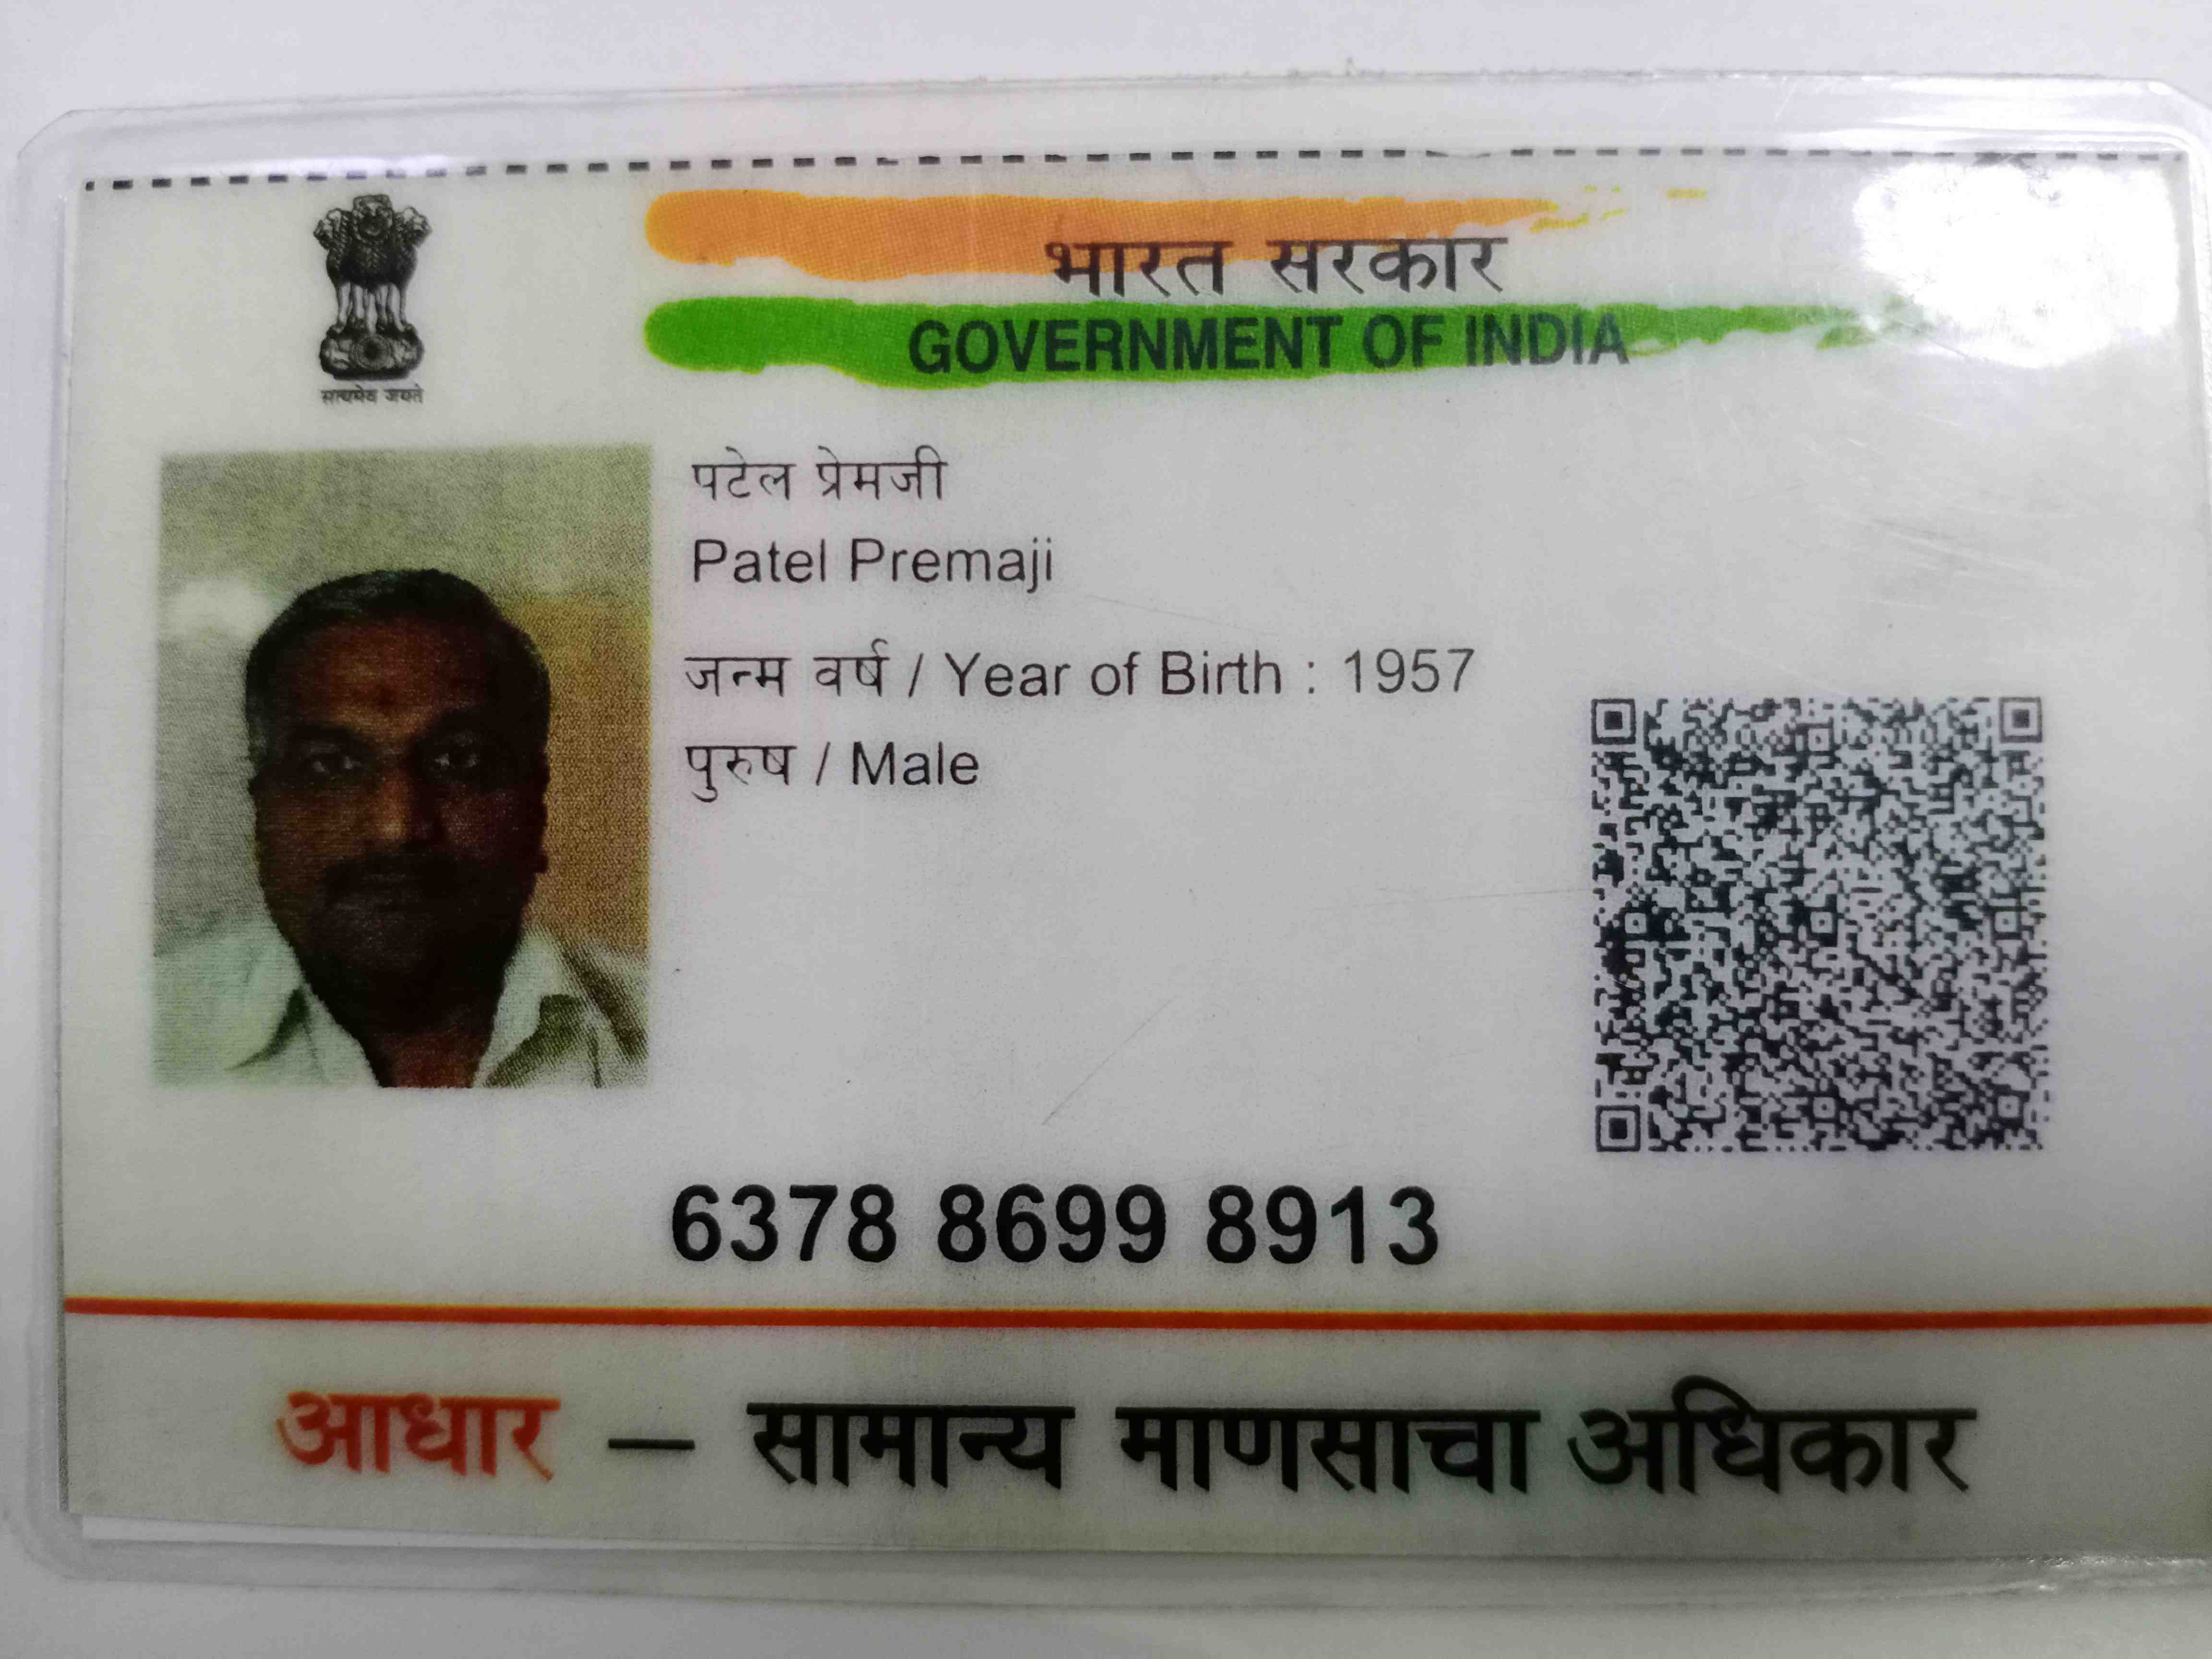 सत्यमेव जयते
भारत सरकार
GOVERNMENT OF INDIA
पटेल प्रेमजी
Patel Premaji
जन्म वर्ष / Year of Birth : 1957
पुरुष / Male
6378 8699 8913
आधार – सामान्य माणसाचा अधिकार